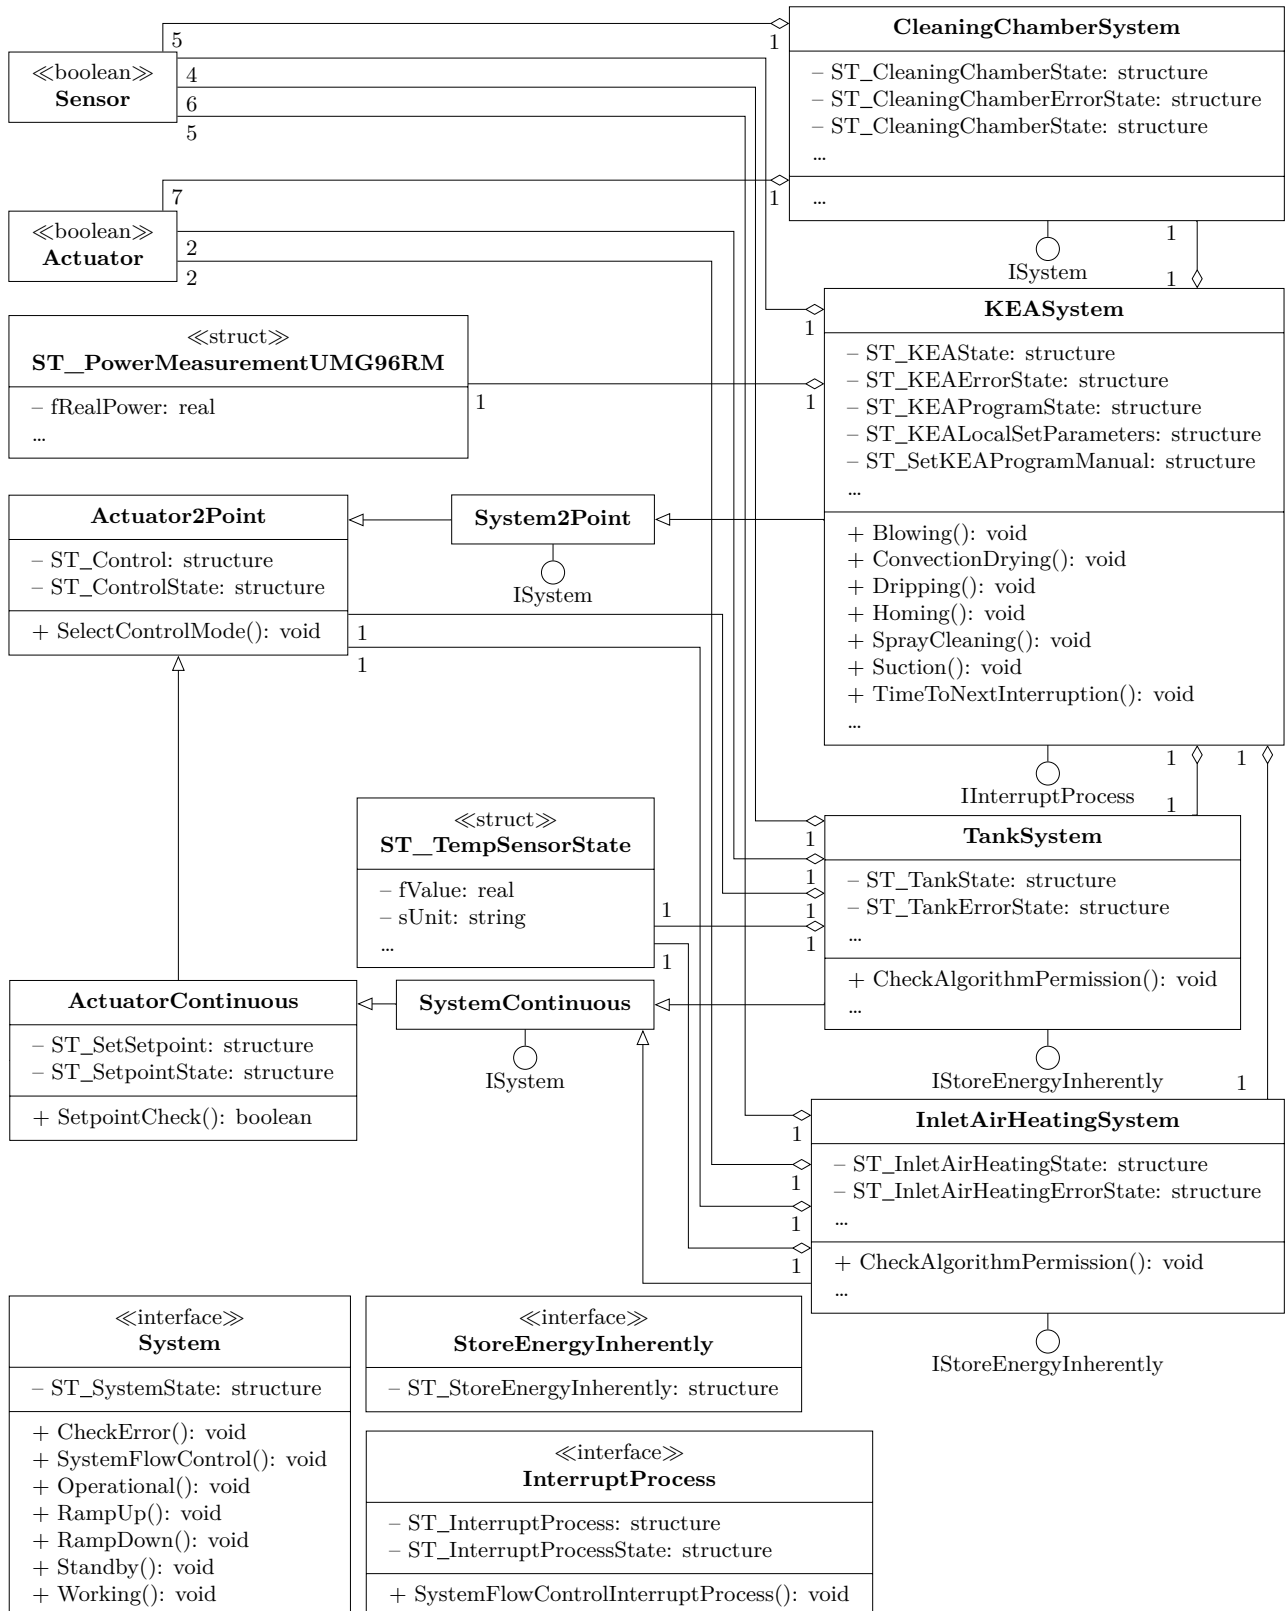 CleaningChamberSystem
– ST_CleaningChamberState: structure
– ST_CleaningChamberErrorState: structure
– ST_CleaningChamberState: structure
...
...
1
1
ISystem
1
1
5
≪boolean≫
Sensor
4
6
5
7
≪boolean≫
Actuator
2
2
KEASystem
– ST_KEAState: structure
– ST_KEAErrorState: structure
– ST_KEAProgramState: structure
– ST_KEALocalSetParameters: structure
– ST_SetKEAProgramManual: structure
...
+ Blowing(): void
+ ConvectionDrying(): void
+ Dripping(): void
+ Homing(): void
+ SprayCleaning(): void
+ Suction(): void
+ TimeToNextInterruption(): void
...
1
1
1
1
IInterruptProcess
1
≪struct≫
ST_PowerMeasurementUMG96RM
– fRealPower: real
...
1
Actuator2Point
– ST_Control: structure
– ST_ControlState: structure
+ SelectControlMode(): void
1
1
System2Point
ISystem
≪struct≫
ST_TempSensorState
– fValue: real
– sUnit: string
...
1
1
TankSystem
– ST_TankState: structure
– ST_TankErrorState: structure
...
+ CheckAlgorithmPermission(): void
...
1
1
1
1
IStoreEnergyInherently
1
ActuatorContinuous
– ST_SetSetpoint: structure
– ST_SetpointState: structure
+ SetpointCheck(): boolean
SystemContinuous
ISystem
InletAirHeatingSystem
– ST_InletAirHeatingState: structure
– ST_InletAirHeatingErrorState: structure
...
+ CheckAlgorithmPermission(): void
...
1
1
1
1
IStoreEnergyInherently
≪interface≫
System
– ST_SystemState: structure
+ CheckError(): void
+ SystemFlowControl(): void
+ Operational(): void
+ RampUp(): void
+ RampDown(): void
+ Standby(): void
+ Working(): void
≪interface≫
StoreEnergyInherently
– ST_StoreEnergyInherently: structure
≪interface≫
InterruptProcess
– ST_InterruptProcess: structure
– ST_InterruptProcessState: structure
+ SystemFlowControlInterruptProcess(): void